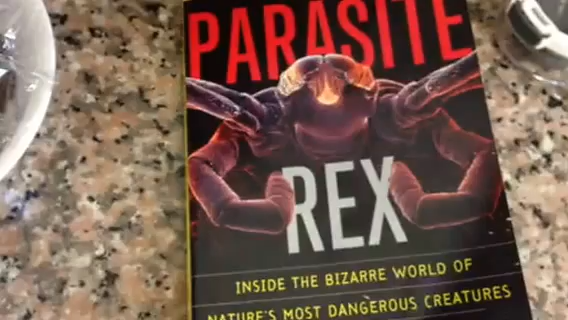 PARASITE
REX
INSIDE THE BIZARRE WORLD OF
NATURE'S MOST DANGEROUS CREATURES